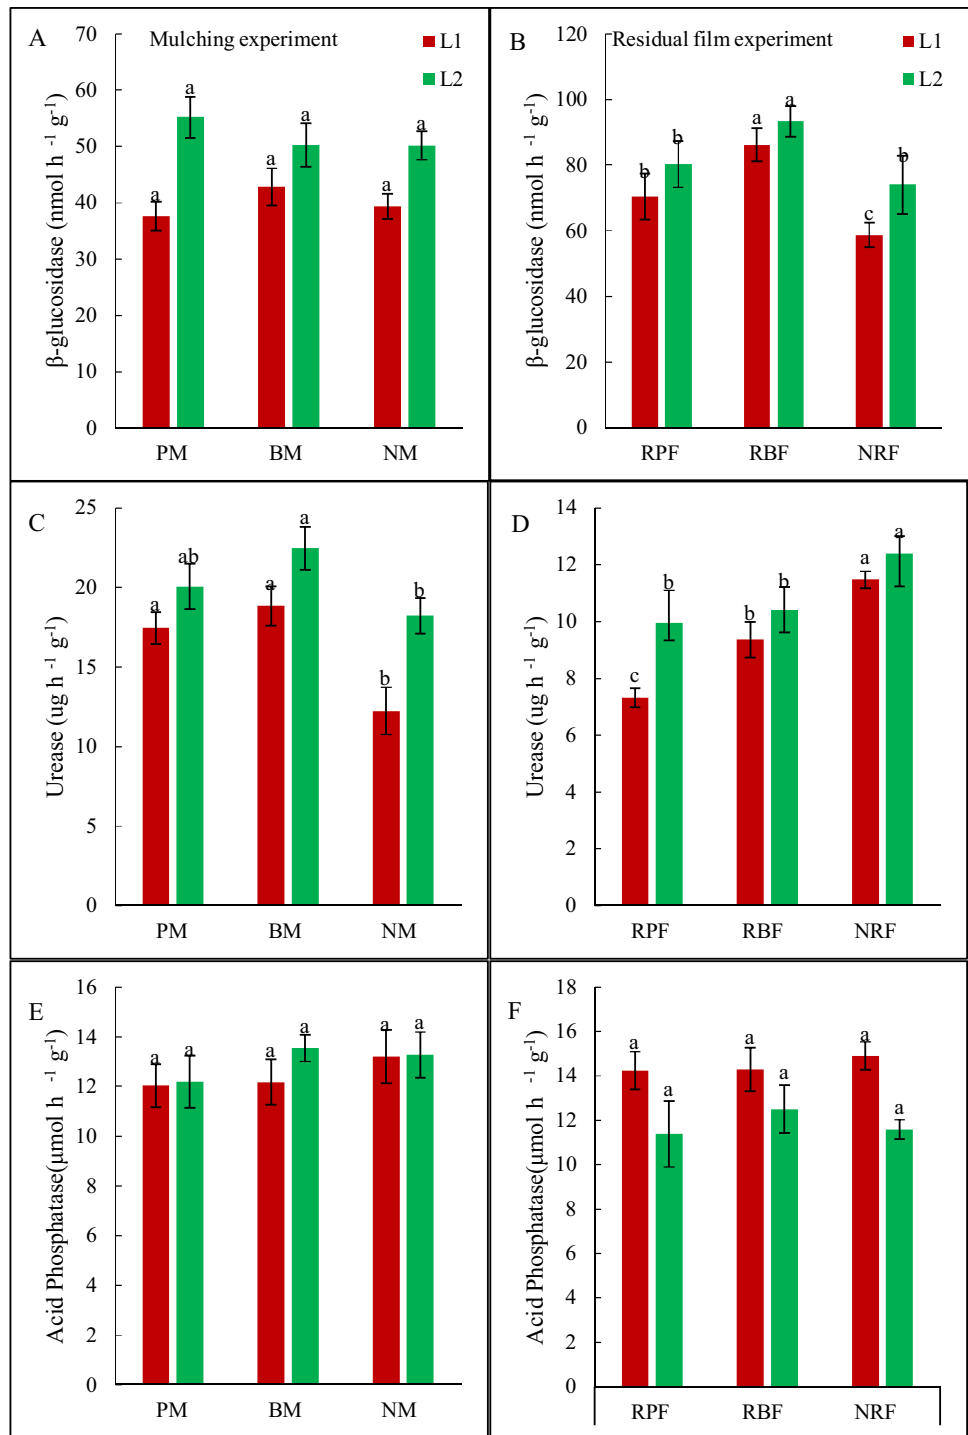 A
Mulching experiment
L1
L2
β-glucosidase (nmol h⁻¹ g⁻¹)
70
60
50
40
30
20
10
0
a
a
a
a
a
a
PM BM NM
B
Residual film experiment
L1
L2
β-glucosidase (nmol h⁻¹ g⁻¹)
120
100
80
60
40
20
0
b
b
a
a
c
b
RPF RBF NRF
C
Urease (ug h⁻¹ g⁻¹)
25
20
15
10
5
0
a
ab
a
a
b
b
PM BM NM
D
Urease (ug h⁻¹ g⁻¹)
14
12
10
8
6
4
2
0
c
b
b
b
a
a
RPF RBF NRF
E
Acid Phosphatase(μmol h⁻¹ g⁻¹)
16
14
12
10
8
6
4
2
0
a
a
a
a
a
a
PM BM NM
F
Acid Phosphatase(μmol h⁻¹ g⁻¹)
18
16
14
12
10
8
6
4
2
0
a
a
a
a
a
a
RPF RBF NRF